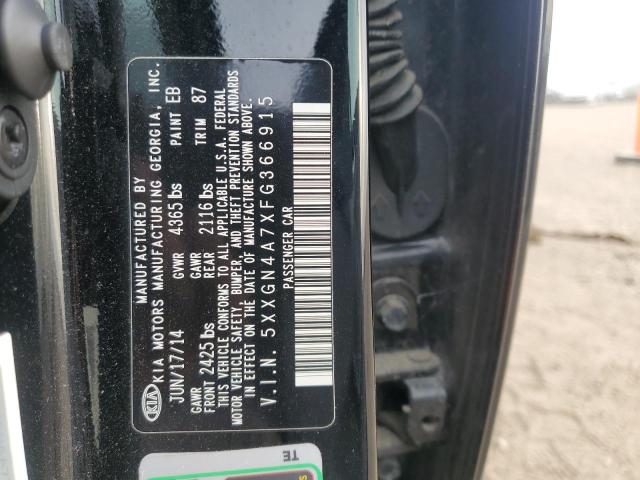 MANUFACTURED BY
KIA KIA MOTORS MANUFACTURING GEORGIA, INC.
JUN/17/14 GVWR 4365 lbs PAINT EB
GAWR FRONT 2425 lbs GAWR REAR 2116 lbs TRIM 87
THIS VEHICLE CONFORMS TO ALL APPLICABLE U.S.A. FEDERAL
MOTOR VEHICLE SAFETY, BUMPER, AND THEFT PREVENTION STANDARDS
IN EFFECT ON THE DATE OF MANUFACTURE SHOWN ABOVE.
V.I.N. 5XXGN4A7XFG366915
PASSENGER CAR
TE